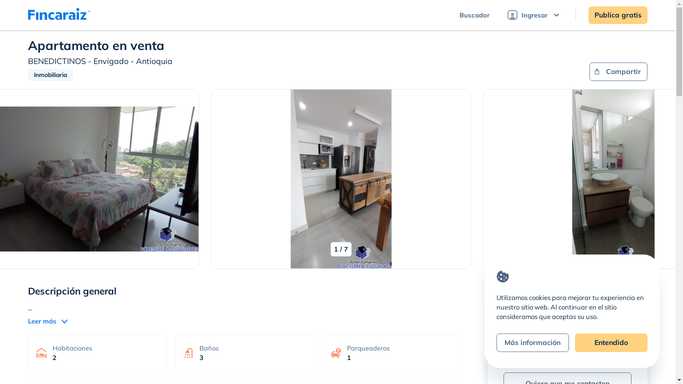 Fincaraiz
Buscador
Ingresar
Publica gratis
Apartamento en venta
BENEDICTINOS - Envigado - Antioquia
Inmobiliaria
Compartir
1 / 7
Descripción general
..
Leer más
Habitaciones
2
Baños
3
Parqueaderos
1
Utilizamos cookies para mejorar tu experiencia en
nuestro sitio web. Al continuar en el sitio
consideramos que aceptas su uso.
Más información
Entendido
Quiero que me contacten